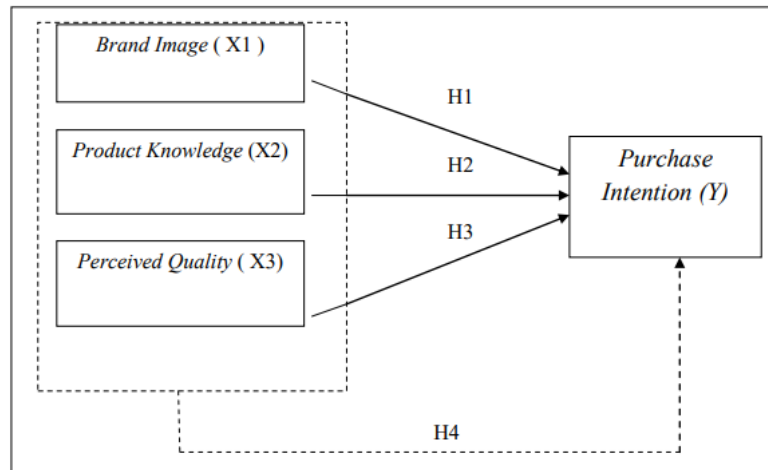 Brand Image ( X1 )
H1
Product Knowledge (X2)
H2
Purchase
Intention (Y)
Perceived Quality ( X3)
H3
H4